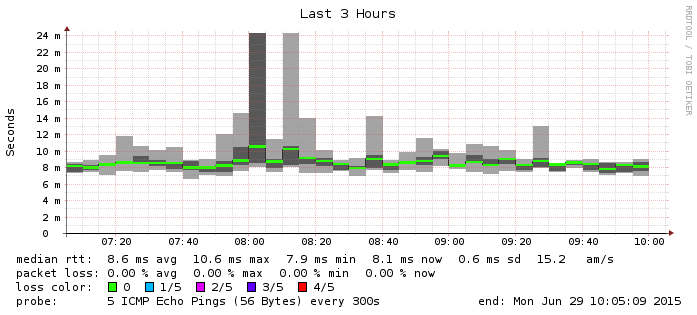 Last 3 Hours
RRDTOOL / TOBI OETIKER
Seconds
24 m
22 m
20 m
18 m
16 m
14 m
12 m
10 m
8 m
6 m
4 m
2 m
0
07:20 07:40 08:00 08:20 08:40 09:00 09:20 09:40 10:00
median rtt: 8.6 ms avg 10.6 ms max 7.9 ms min 8.1 ms now 0.6 ms sd 15.2 am/s
packet loss: 0.00 % avg 0.00 % max 0.00 % min 0.00 % now
loss color: 0 1/5 2/5 3/5 4/5
probe: 5 ICMP Echo Pings (56 Bytes) every 300s end: Mon Jun 29 10:05:09 2015